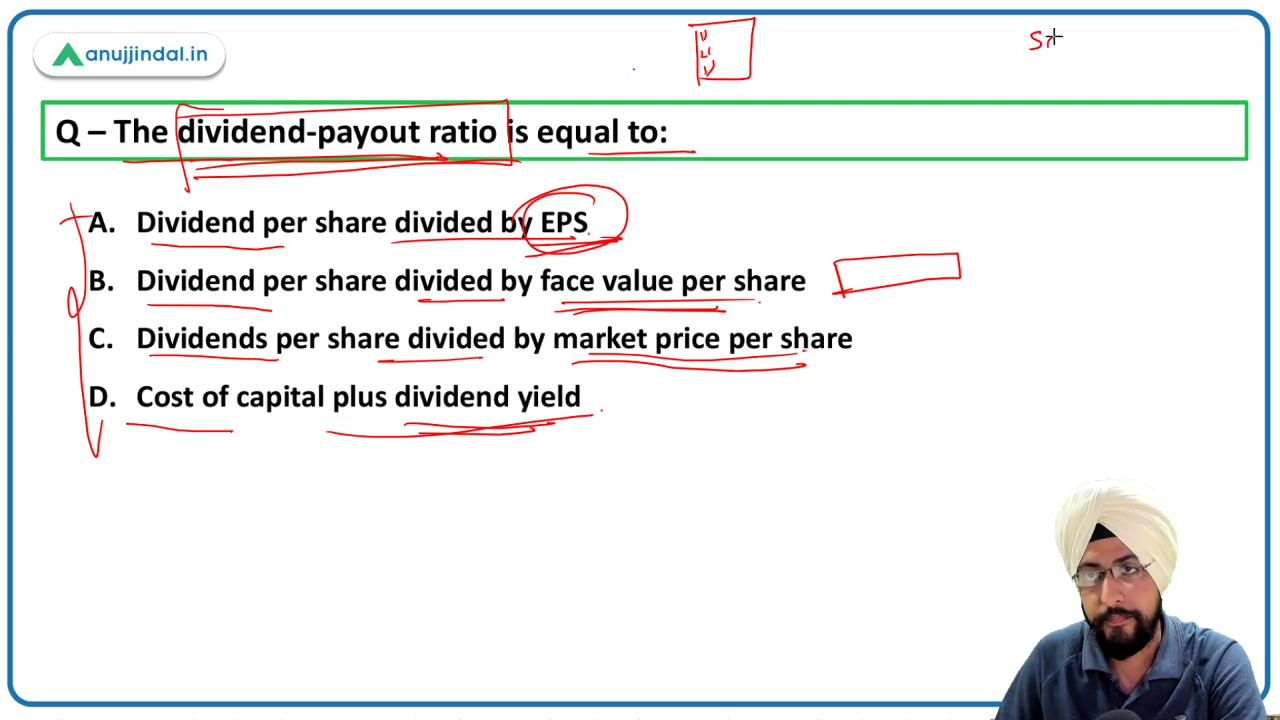 anujjindal.in
Q – The dividend-payout ratio is equal to:
A. Dividend per share divided by EPS
B. Dividend per share divided by face value per share
C. Dividends per share divided by market price per share
D. Cost of capital plus dividend yield